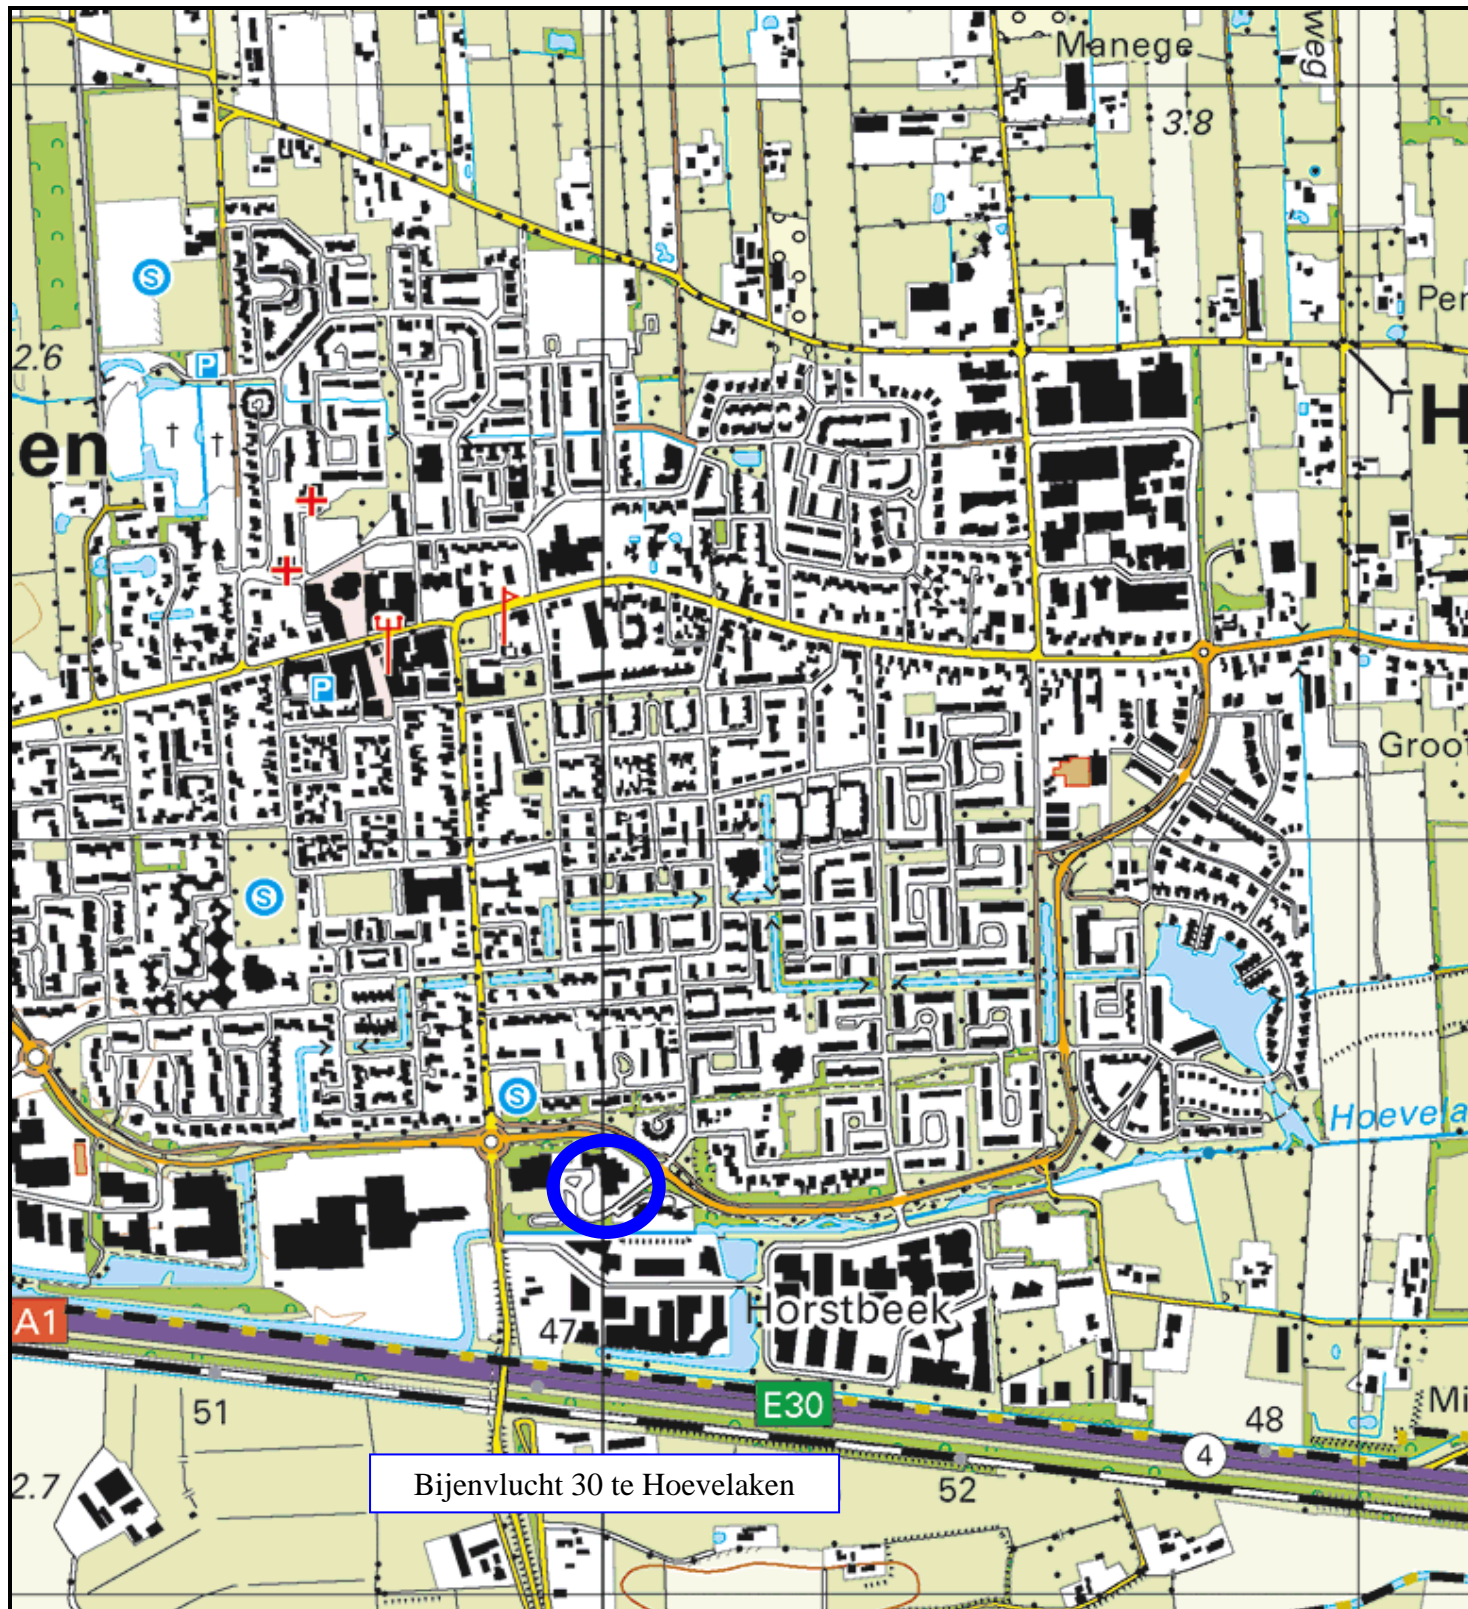 Manege
weg
3.8
S
Per
2.6
P
H
en
P
Groot
S
S
Hoevela
A1
47
Horstbeek
E30
51
48
Mi
4
2.7
Bijenvlucht 30 te Hoevelaken
52